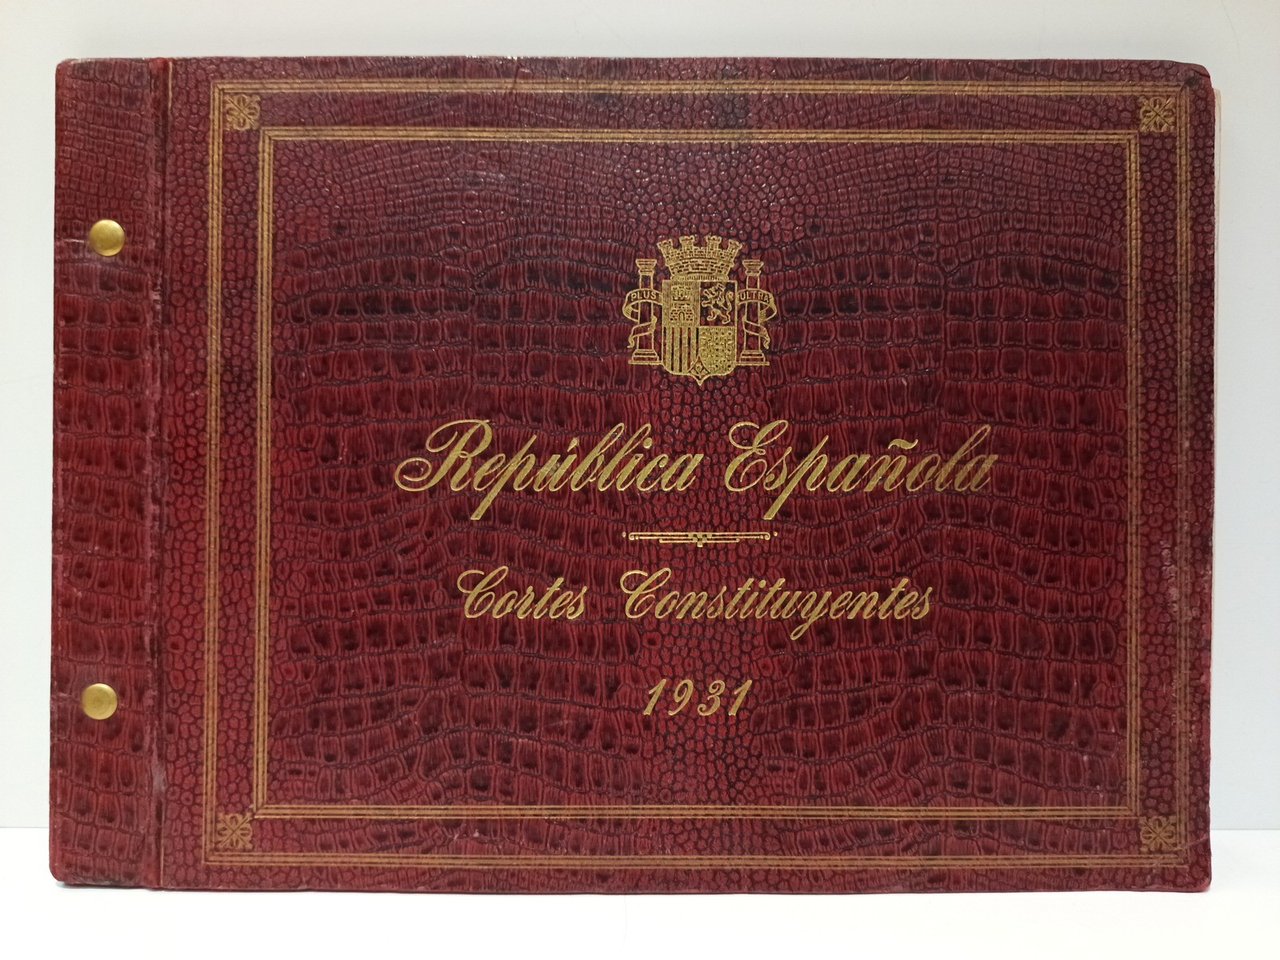 PLUS ULTRA
República Española
Cortes Constituyentes
1931